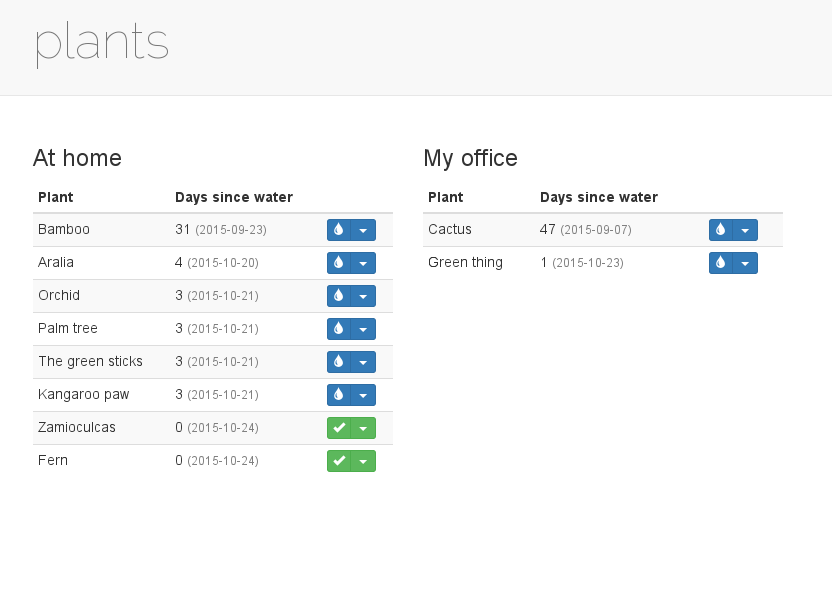 plants
At home
Plant Days since water
Bamboo 31 (2015-09-23)
Aralia 4 (2015-10-20)
Orchid 3 (2015-10-21)
Palm tree 3 (2015-10-21)
The green sticks 3 (2015-10-21)
Kangaroo paw 3 (2015-10-21)
Zamioculcas 0 (2015-10-24)
Fern 0 (2015-10-24)
My office
Plant Days since water
Cactus 47 (2015-09-07)
Green thing 1 (2015-10-23)